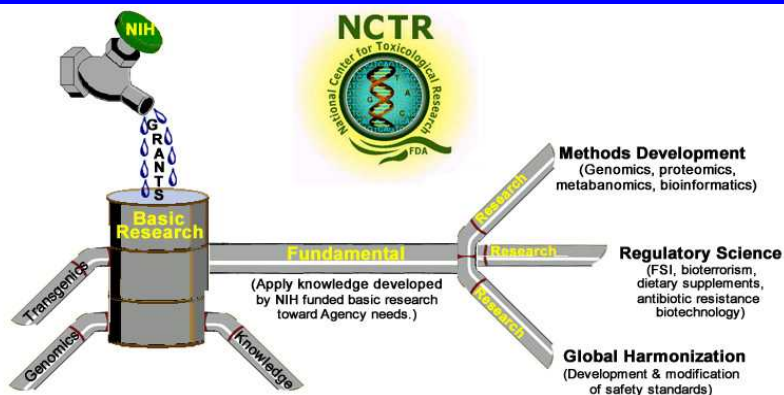 NIH
GRANTS
NCTR
National Center for Toxicological Research
FDA
Basic
Research
Transgenics
Genomics
Knowledge
Fundamental
(Apply knowledge developed
by NIH funded basic research
toward Agency needs.)
Research
Methods Development
(Genomics, proteomics,
metabanomics, bioinformatics)
Research
Regulatory Science
(FSI, bioterrorism,
dietary supplements,
antibiotic resistance
biotechnology)
Research
Global Harmonization
(Development & modification
of safety standards)